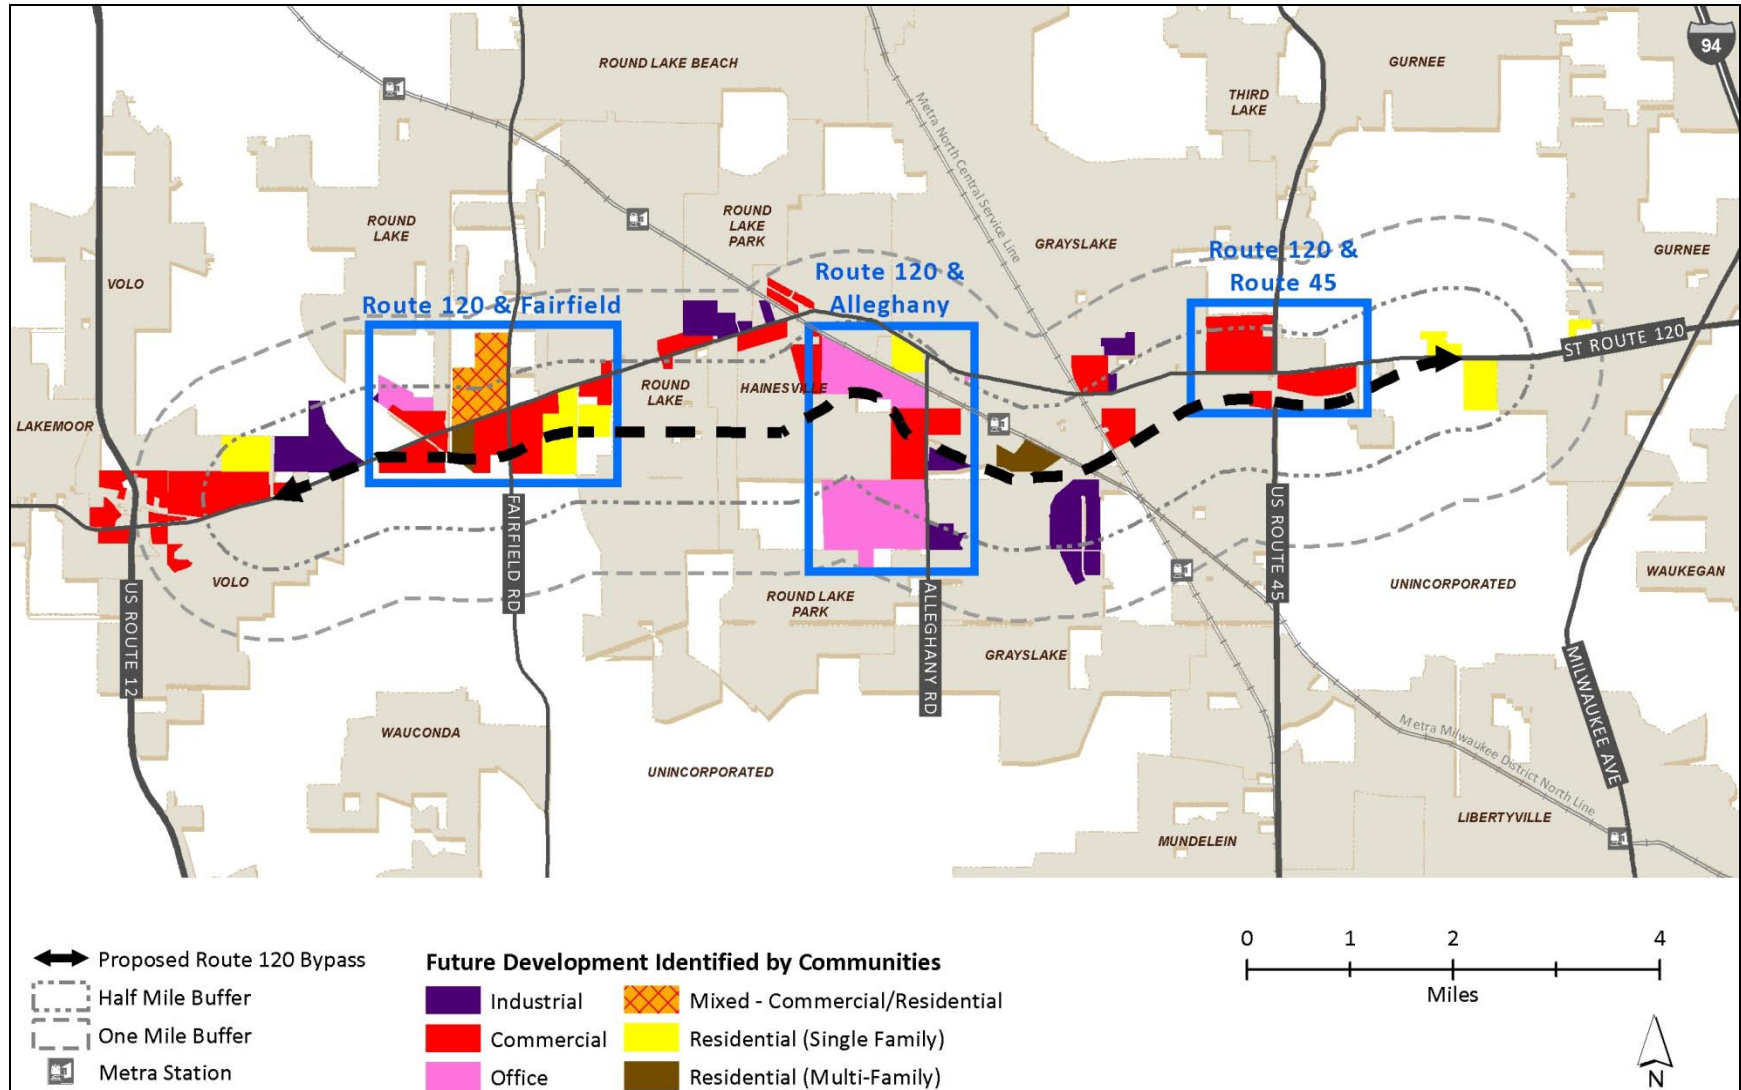 ROUND LAKE BEACH
GURNEE
94
THIRD
LAKE
Metra North Central Service Line
ROUND
LAKE
ROUND
LAKE
PARK
GRAYSLAKE
GURNEE
VOLO
Route 120 & Fairfield
Route 120 &
Alleghany
Route 120 &
Route 45
ST ROUTE 120
LAKEMOOR
ROUND
LAKE
HAINESVILLE
FAIRFIELD RD
US ROUTE 45
VOLO
US ROUTE 12
ROUND LAKE
PARK
ALLEGHANY RD
UNINCORPORATED
WAUKEGAN
GRAYSLAKE
MILWAUKEE AVE
WAUCONDA
UNINCORPORATED
Metra Milwaukee District North Line
LIBERTYVILLE
MUNDELEIN
Proposed Route 120 Bypass
Half Mile Buffer
One Mile Buffer
Metra Station
Future Development Identified by Communities
Industrial
Commercial
Office
Mixed - Commercial/Residential
Residential (Single Family)
Residential (Multi-Family)
0 1 2 4
Miles
N